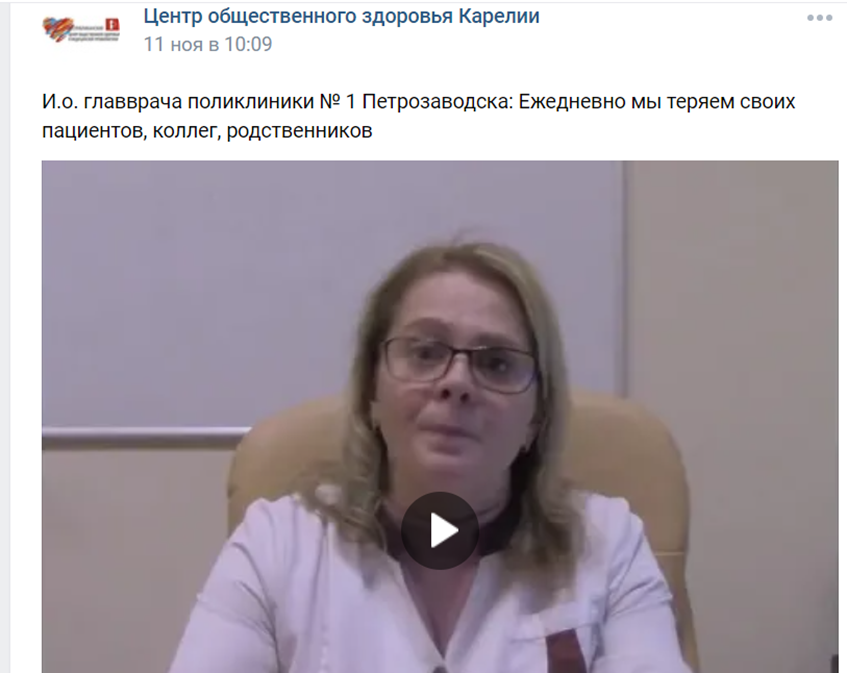 Центр общественного здоровья Карелии
11 ноя в 10:09
И.о. главврача поликлиники № 1 Петрозаводска: Ежедневно мы теряем своих
пациентов, коллег, родственников